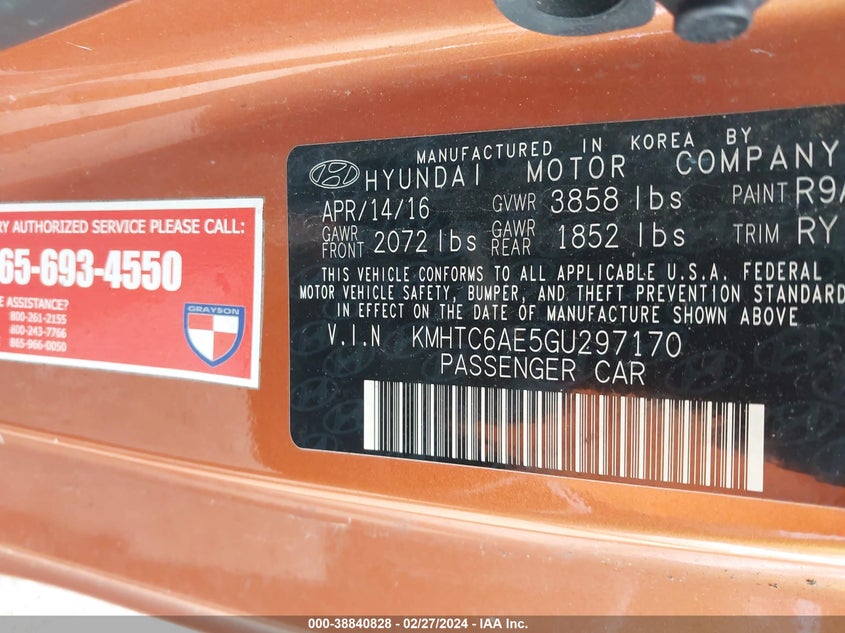 RY AUTHORIZED SERVICE PLEASE CALL:
65-693-4550
E ASSISTANCE?
800-261-2155
800-243-7766
865-966-0050
GRAYSON
MANUFACTURED IN KOREA BY
HYUNDAI MOTOR COMPANY
APR/14/16 GVWR 3858 lbs PAINT R9A
GAWR FRONT 2072 lbs GAWR REAR 1852 lbs TRIM RY
THIS VEHICLE CONFORMS TO ALL APPLICABLE U.S.A. FEDERAL
MOTOR VEHICLE SAFETY, BUMPER, AND THEFT PREVENTION STANDARD
IN EFFECT ON THE DATE OF MANUFACTURE SHOWN ABOVE
V.I.N KMHTC6AE5GU297170
PASSENGER CAR
000-38840828 - 02/27/2024 - IAA Inc.